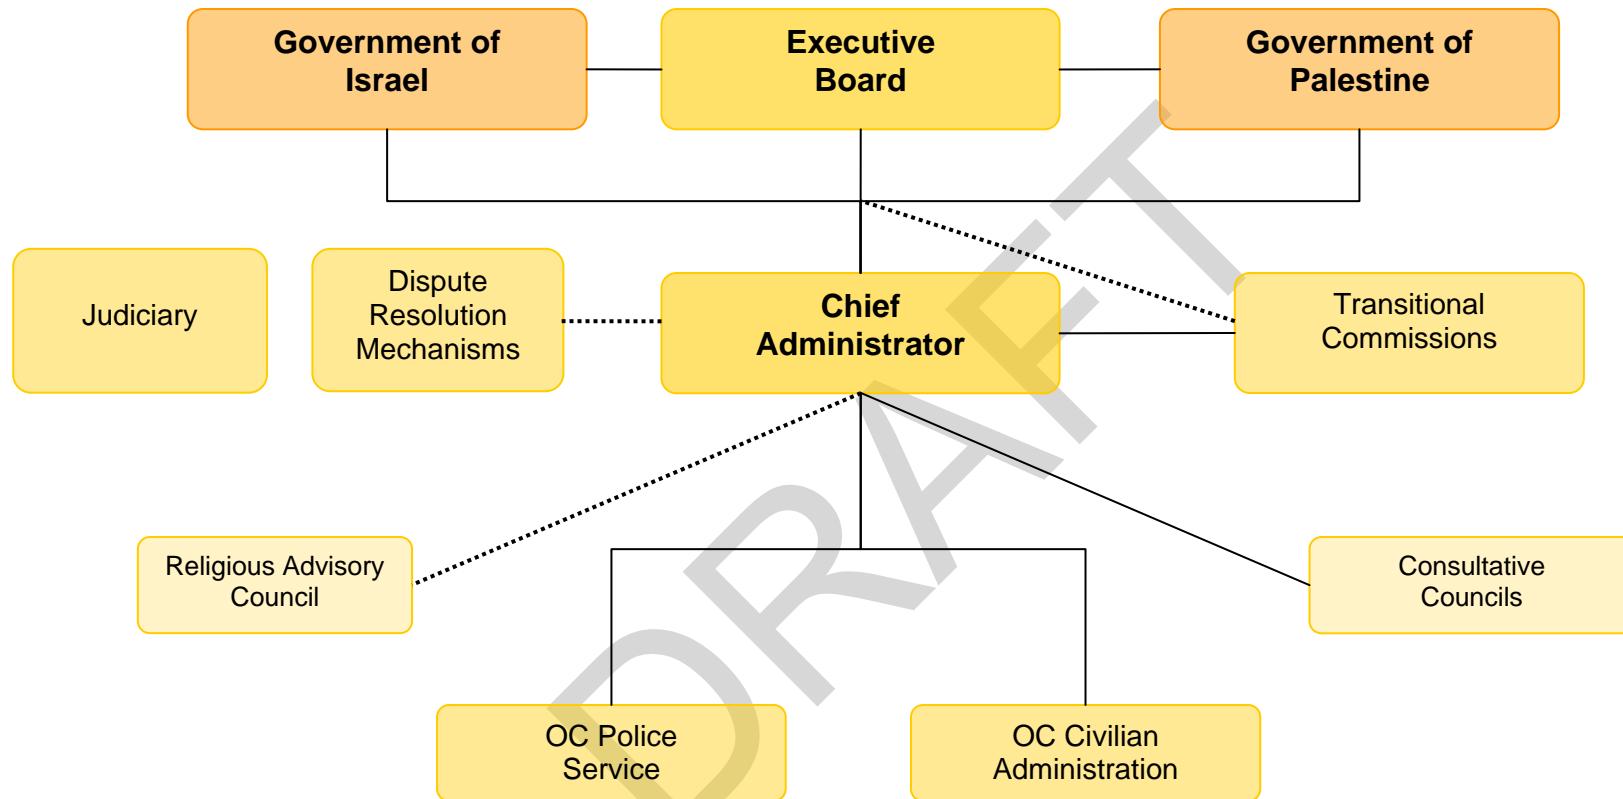 Government of
Israel
Executive
Board
Government of
Palestine
Judiciary
Dispute
Resolution
Mechanisms
Chief
Administrator
Transitional
Commissions
Religious Advisory
Council
Consultative
Councils
OC Police
Service
OC Civilian
Administration
DRAFT